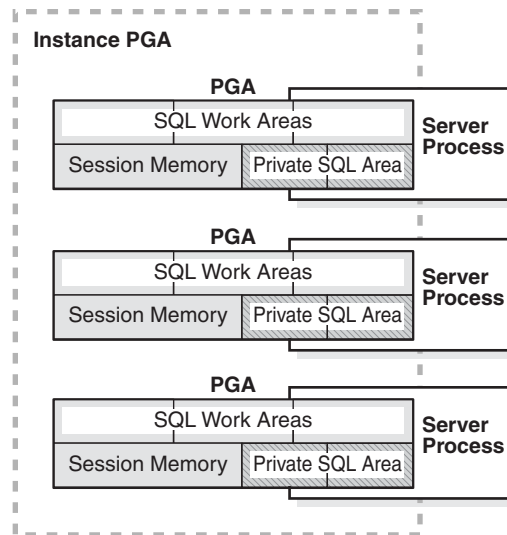 Instance PGA
PGA
SQL Work Areas
Session Memory Private SQL Area
Server
Process
PGA
SQL Work Areas
Session Memory Private SQL Area
Server
Process
PGA
SQL Work Areas
Session Memory Private SQL Area
Server
Process